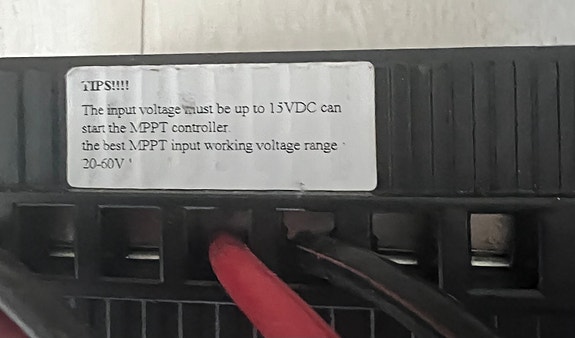 TIPS!!!!
The input voltage must be up to 15VDC can
start the MPPT controller.
the best MPPT input working voltage range
20-60V